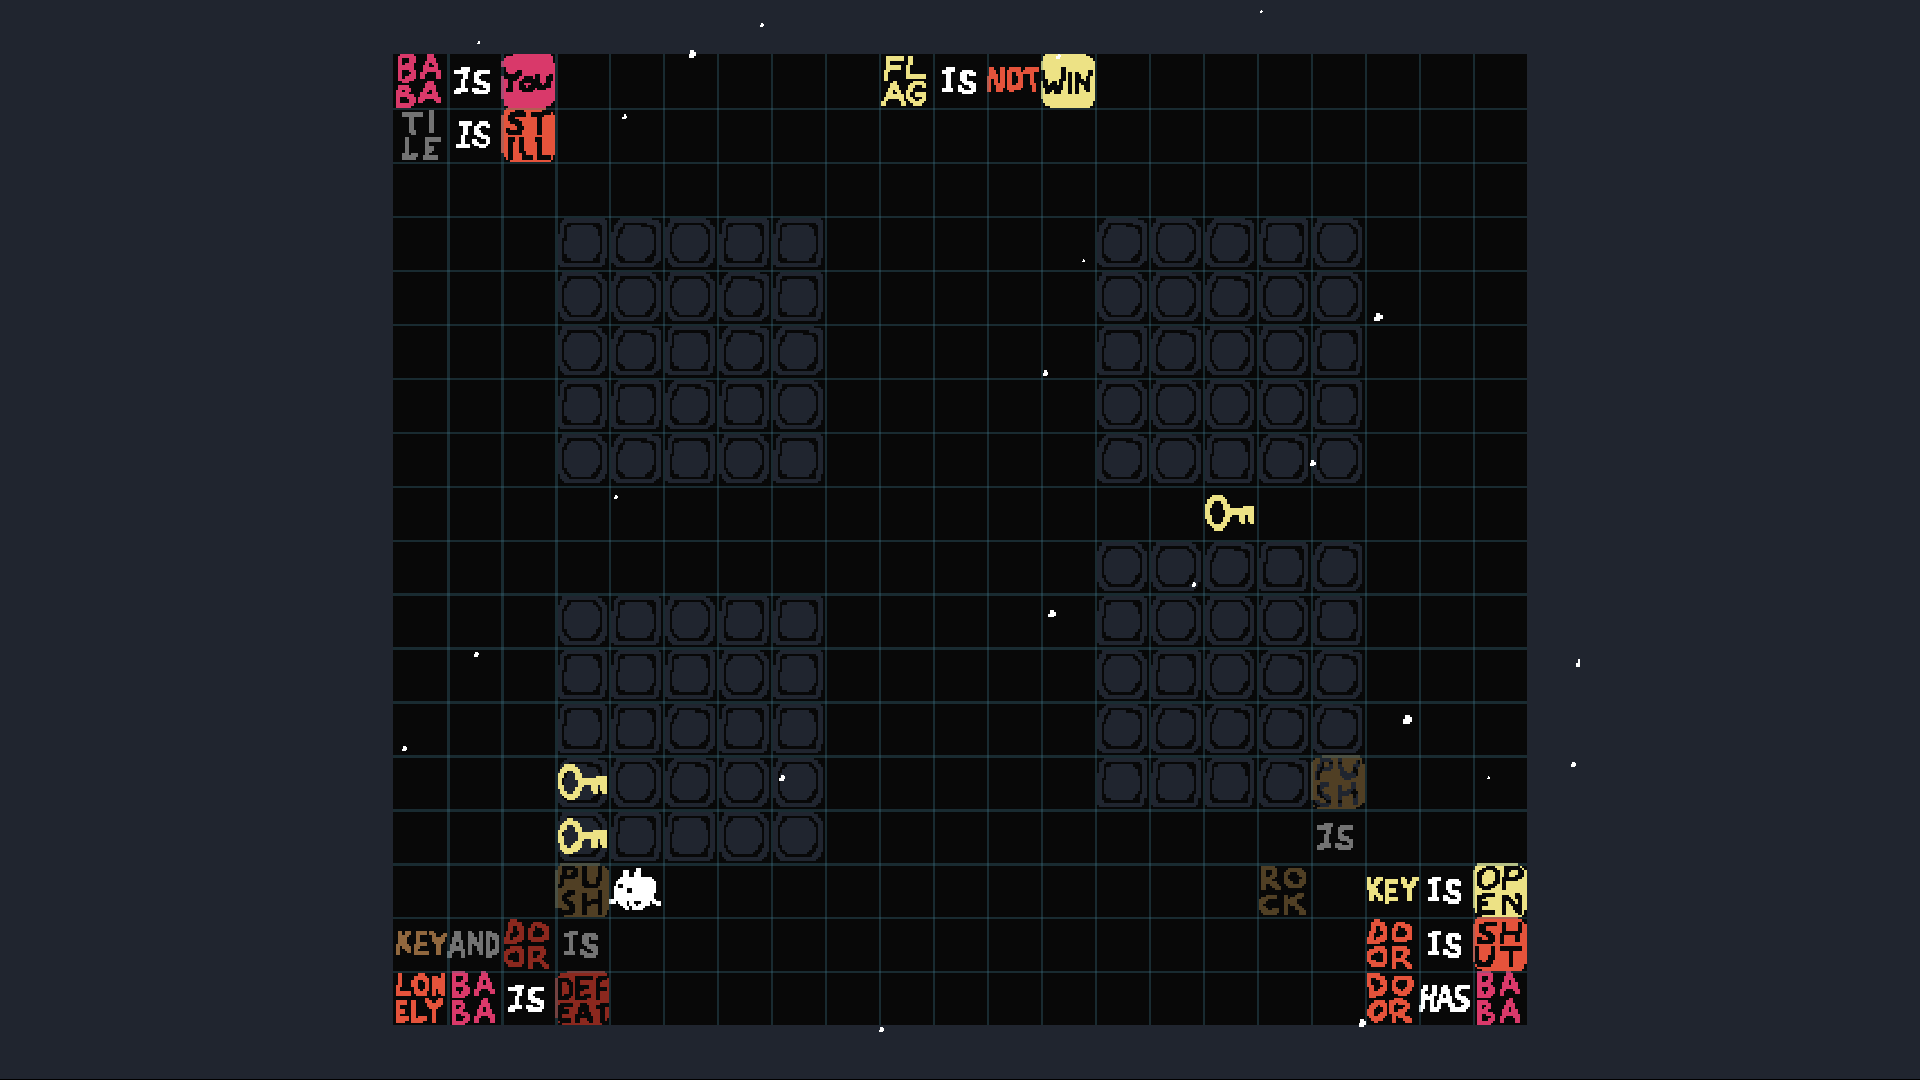 BABA IS YOU
FLAG IS NOT WIN
TILE IS STILL
PUSH
IS
PUSH
ROCK
KEY IS OPEN
KEY AND DOOR IS
DOOR IS SHUT
LONELY BABA IS DEFEAT
DOOR HAS BABA